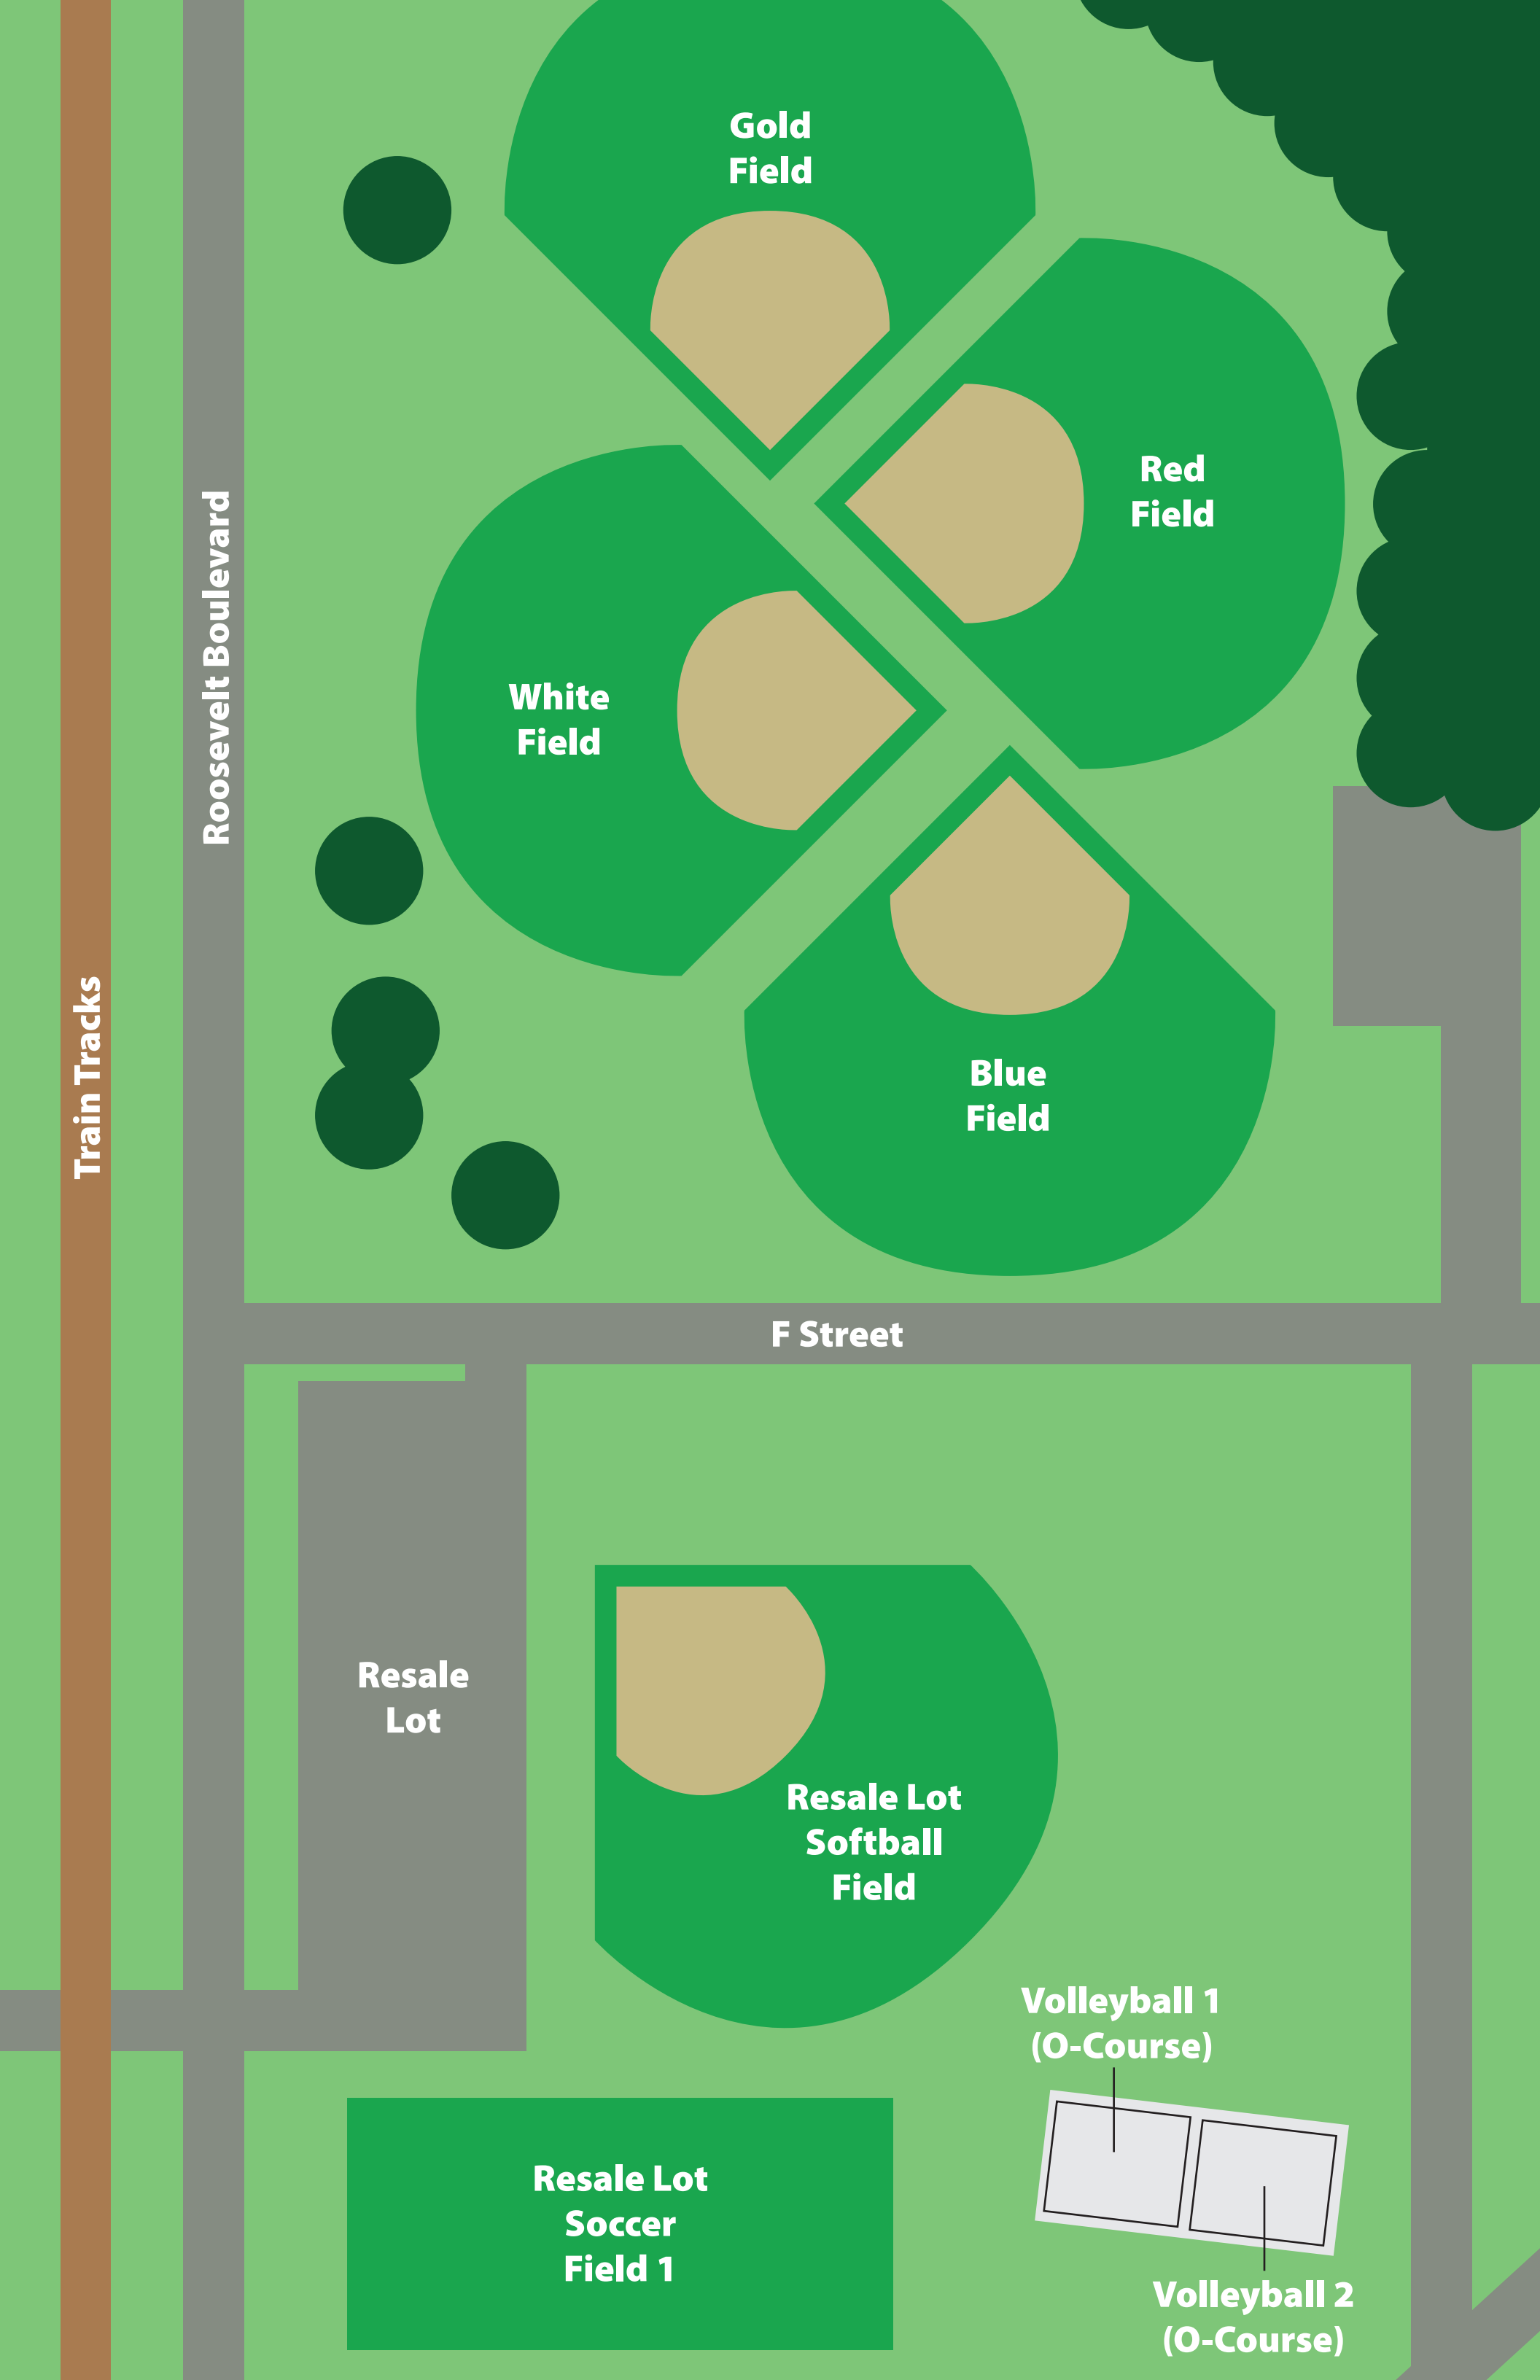 Gold
Field
Red
Field
Roosevelt Boulevard
White
Field
Train Tracks
Blue
Field
F Street
Resale
Lot
Resale Lot
Softball
Field
Volleyball 1
(O-Course)
Resale Lot
Soccer
Field 1
Volleyball 2
(O-Course)